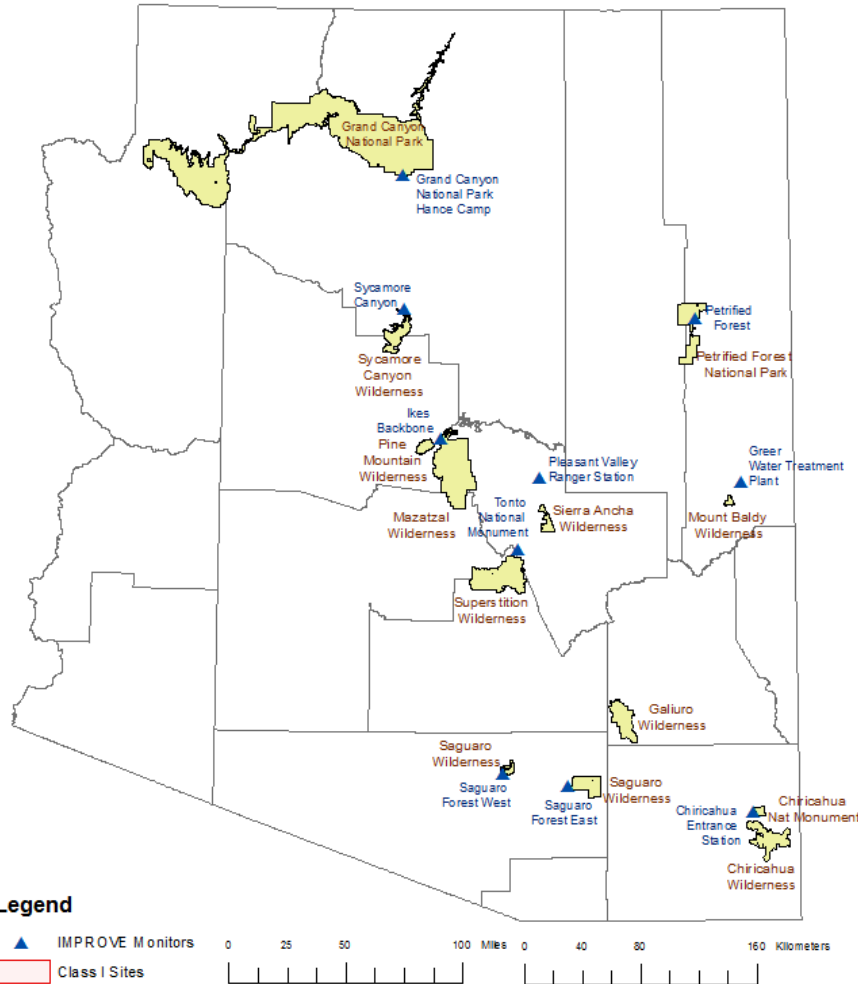 Grand Canyon
National Park
Grand Canyon
National Park
Hance Camp
Sycamore
Canyon
Sycamore
Canyon
Wilderness
Petrified
Forest
Petrified Forest
National Park
Ikes
Backbone
Pine
Mountain
Wilderness
Mazatzal
Wilderness
Pleasant Valley
Ranger Station
Tonto
National
Monument
Sierra Ancha
Wilderness
Greer
Water Treatment
Plant
Mount Baldy
Wilderness
Superstition
Wilderness
Galiuro
Wilderness
Saguaro
Wilderness
Saguaro
Forest West
Saguaro
Forest East
Saguaro
Wilderness
Chiricahua
Entrance
Station
Chiricahua
Nat Monument
Chiricahua
Wilderness
Legend
IMPROVE Monitors
Class I Sites
0 25 50 100 Miles
0 40 80 160 Kilometers